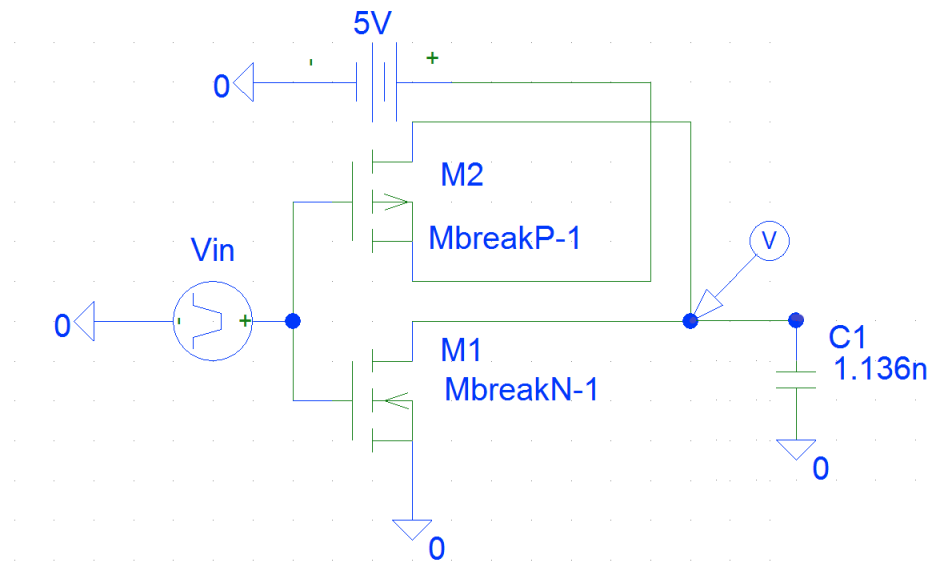 5V
- +
0
M2
MbreakP-1
V
Vin
0
- +
M1
MbreakN-1
C1
1.136n
0
0